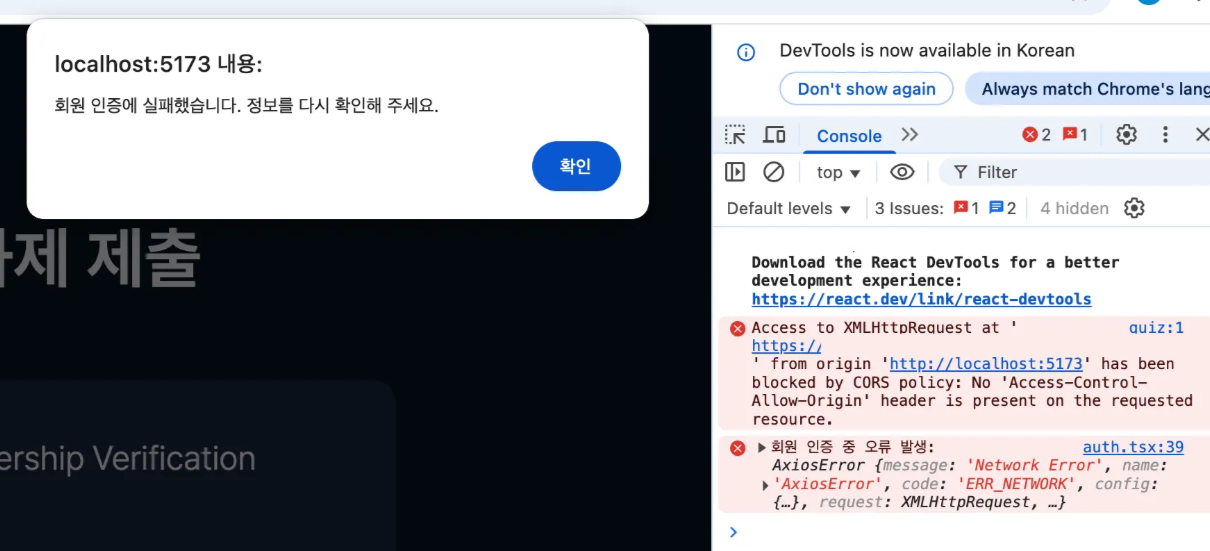 localhost:5173 내용:
회원 인증에 실패했습니다. 정보를 다시 확인해 주세요.
확인
제 제출
ership Verification
DevTools is now available in Korean
Don't show again
Always match Chrome's lang
Console
2
1
top
Filter
Default levels
3 Issues:
1
2
4 hidden
Download the React DevTools for a better
development experience:
https://react.dev/link/react-devtools
Access to XMLHttpRequest at '
quiz:1
https://
' from origin 'http://localhost:5173' has been
blocked by CORS policy: No 'Access-Control-
Allow-Origin' header is present on the requested
resource.
회원 인증 중 오류 발생:
auth.tsx:39
AxiosError {message: 'Network Error', name:
'AxiosError', code: 'ERR_NETWORK', config:
{…}, request: XMLHttpRequest, …}